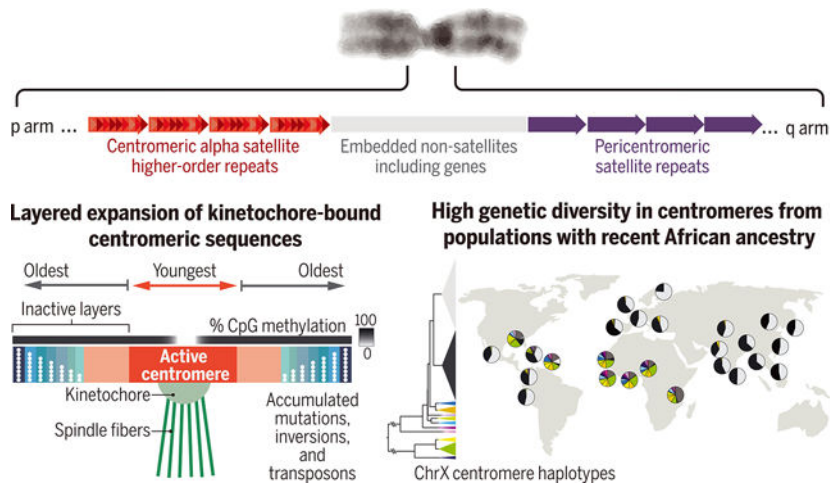 p arm ...
... q arm
Centromeric alpha satellite
higher-order repeats
Embedded non-satellites
including genes
Pericentromeric
satellite repeats
Layered expansion of kinetochore-bound
centromeric sequences
Oldest
Youngest
Oldest
Inactive layers
% CpG methylation
100
0
Active
centromere
Kinetochore
Spindle fibers
Accumulated
mutations,
inversions,
and
transposons
High genetic diversity in centromeres from
populations with recent African ancestry
ChrX centromere haplotypes